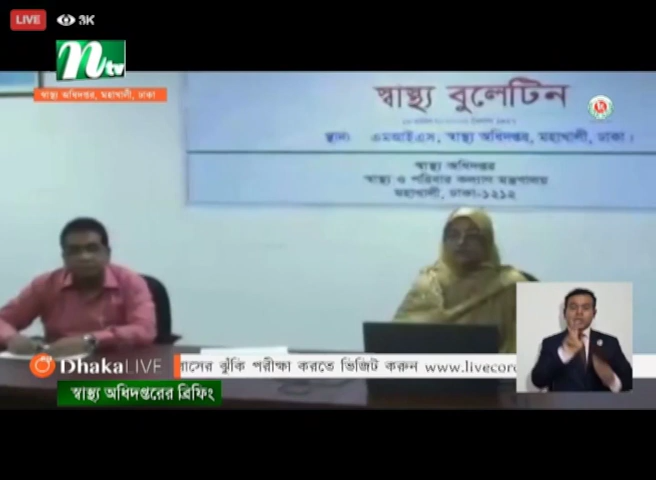 LIVE 3K
ntv
স্বাস্থ্য অধিদপ্তর, মহাখালী, ঢাকা
স্বাস্থ্য বুলেটিন
স্থান: এমআইএস, স্বাস্থ্য অধিদপ্তর, মহাখালী, ঢাকা।
স্বাস্থ্য অধিদপ্তর
স্বাস্থ্য ও পরিবার কল্যাণ মন্ত্রণালয়
মহাখালী, ঢাকা-১২১২
DhakaLIVE াসের ঝুঁকি পরীক্ষা করতে ভিজিট করুন www.livecor
স্বাস্থ্য অধিদপ্তরের ব্রিফিং